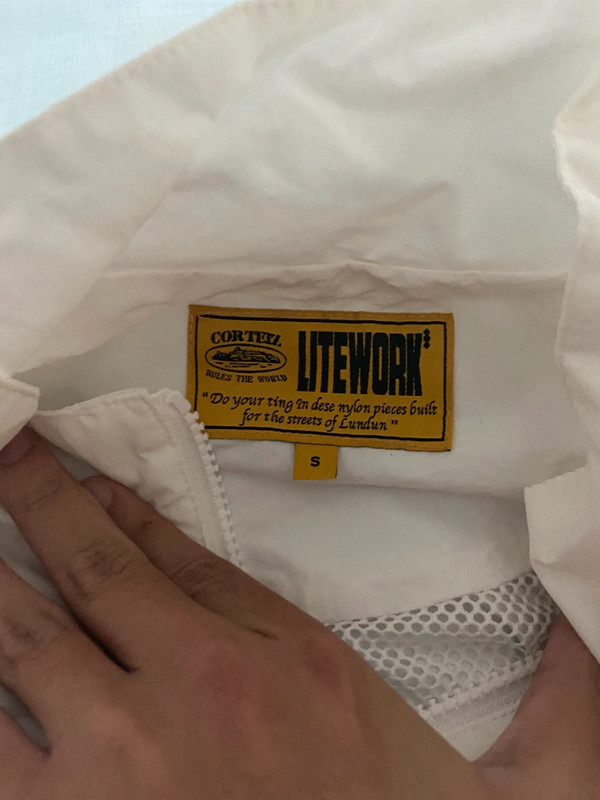 CORTEIZ
RULES THE WORLD
LITEWORK
“Do your ting In dese nylon pieces built
for the streets of Lundun”
S